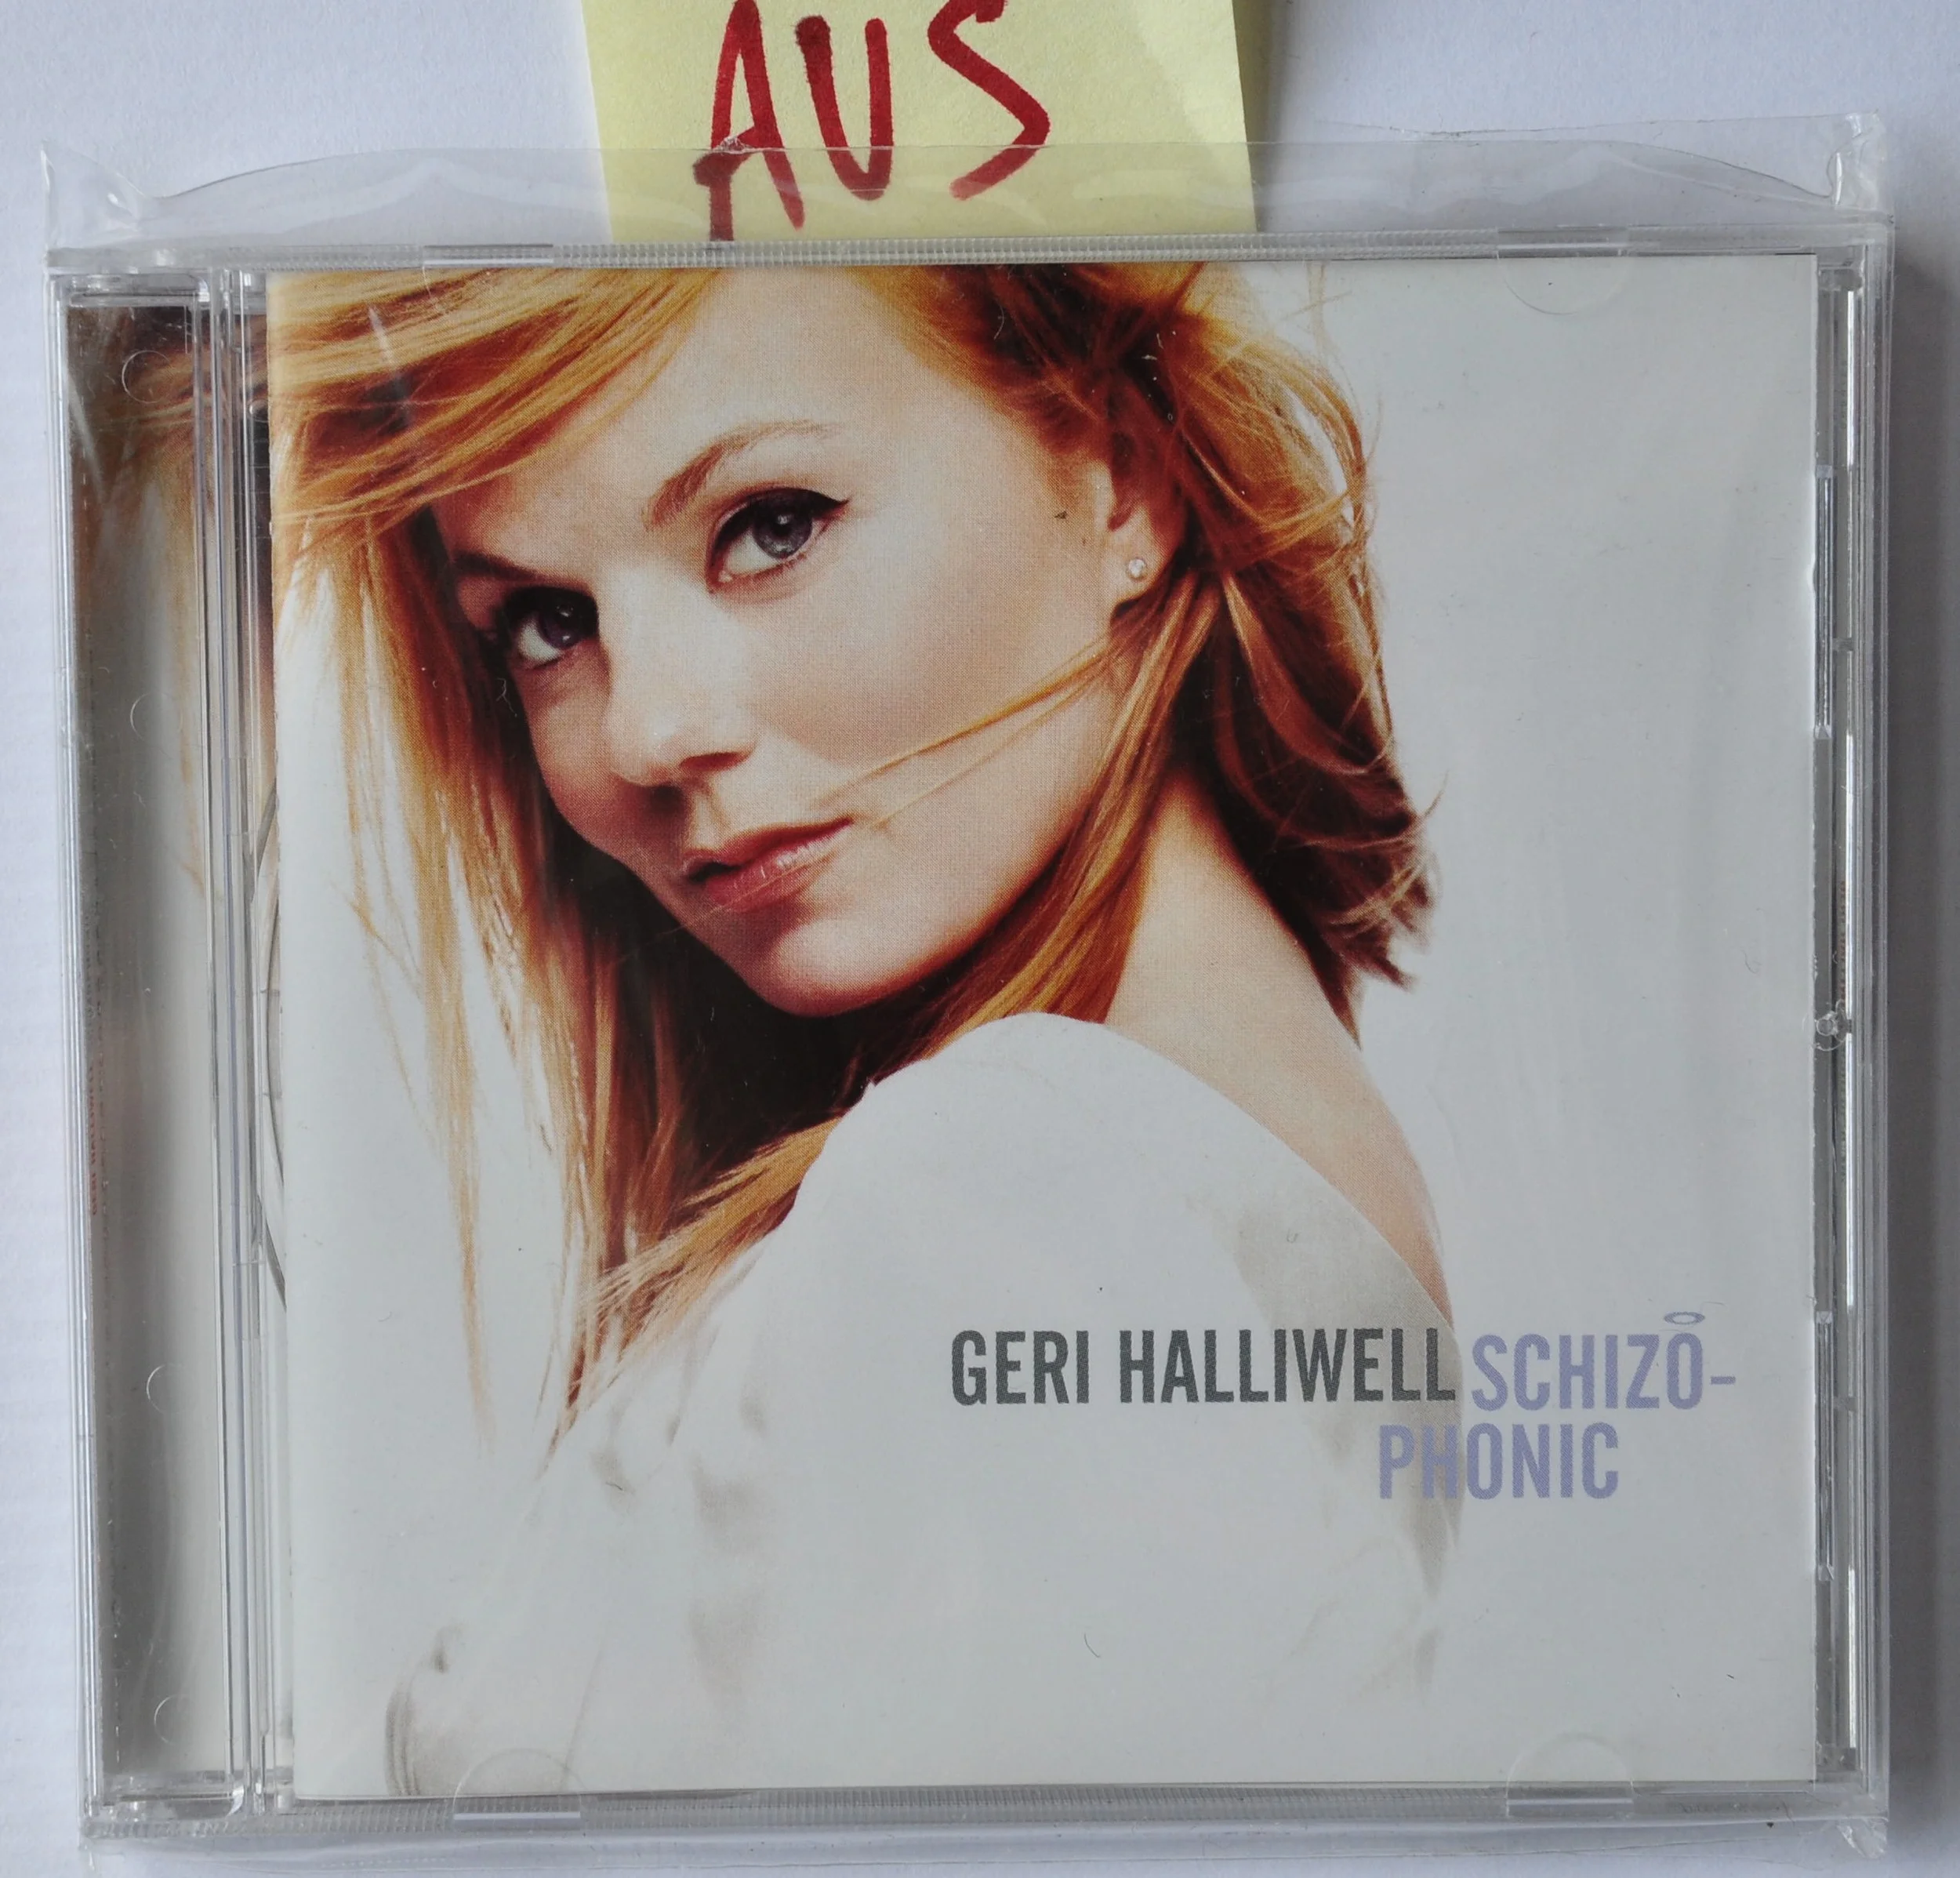 AUS
GERI HALLIWELL SCHIZO-
PHONIC